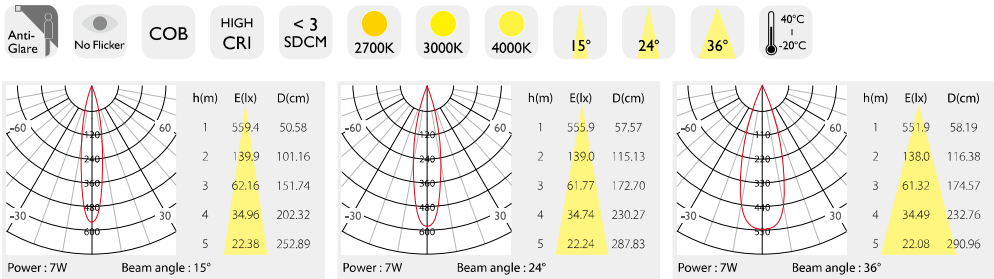 Anti-
Glare
No Flicker
COB
HIGH
CRI
< 3
SDCM
2700K
3000K
4000K
15°
24°
36°
40°C
-20°C
-60
60
-30
30
120
240
360
480
600
h(m) E(lx) D(cm)
1 559.4 50.58
2 139.9 101.16
3 62.16 151.74
4 34.96 202.32
5 22.38 252.89
Power : 7W Beam angle : 15°
-60
60
-30
30
120
240
360
480
600
h(m) E(lx) D(cm)
1 555.9 57.57
2 139.0 115.13
3 61.77 172.70
4 34.74 230.27
5 22.24 287.83
Power : 7W Beam angle : 24°
-60
60
-30
30
110
220
330
440
550
h(m) E(lx) D(cm)
1 551.9 58.19
2 138.0 116.38
3 61.32 174.57
4 34.49 232.76
5 22.08 290.96
Power : 7W Beam angle : 36°